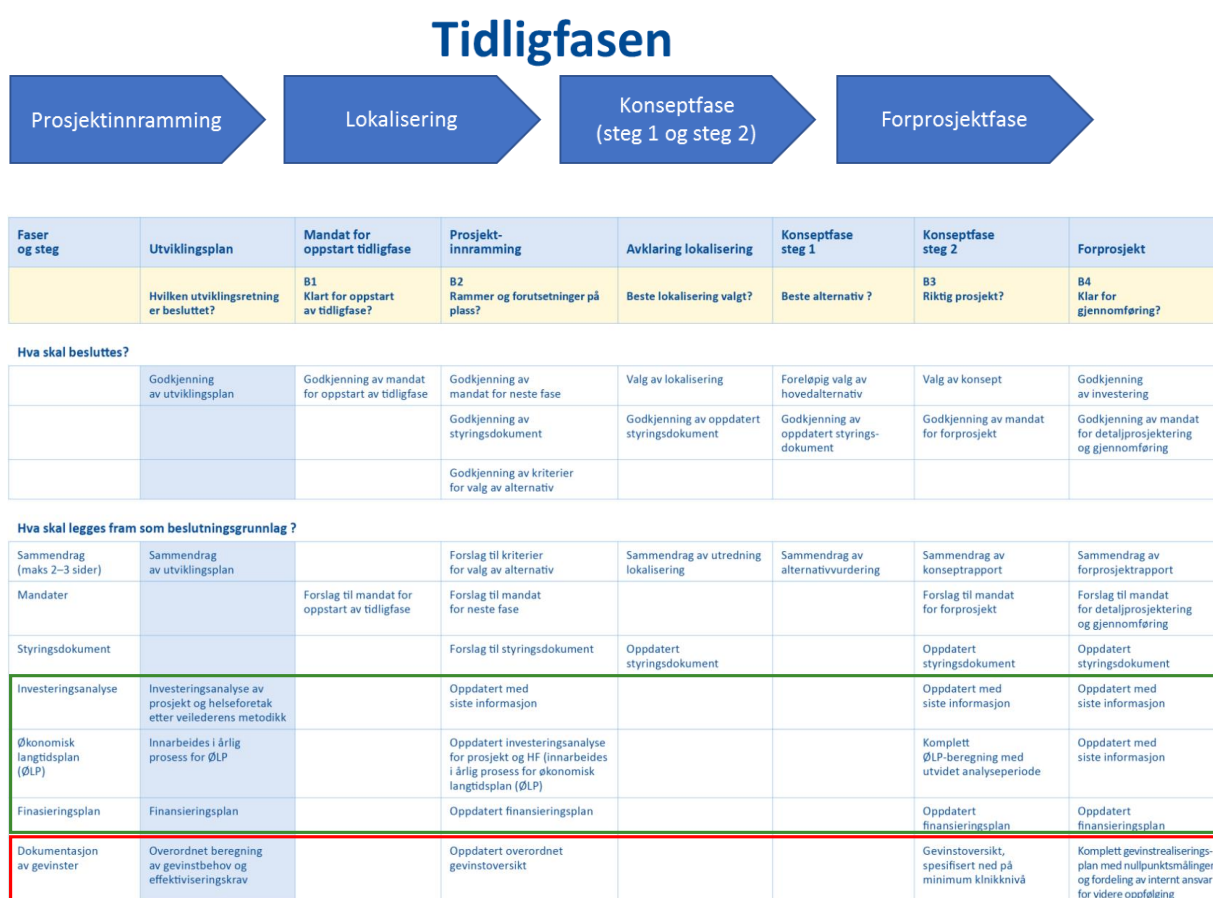 Tidligfasen
Prosjektinnramming
Lokalisering
Konseptfase
(steg 1 og steg 2)
Forprosjektfase
Faser
og steg
Utviklingsplan
Mandat for
oppstart tidligfase
Prosjekt-
innramming
Avklaring lokalisering
Konseptfase
steg 1
Konseptfase
steg 2
Forprosjekt
Hvilken utviklingsretning
er besluttet?
B1
Klart for oppstart
av tidligfase?
B2
Rammer og forutsetninger på
plass?
Beste lokalisering valgt?
Beste alternativ ?
B3
Riktig prosjekt?
B4
Klar for
gjennomføring?
Hva skal besluttes?
Godkjenning
av utviklingsplan
Godkjenning av mandat
for oppstart av tidligfase
Godkjenning av
mandat for neste fase
Valg av lokalisering
Foreløpig valg av
hovedalternativ
Valg av konsept
Godkjenning
av investering
Godkjenning av
styringsdokument
Godkjenning av oppdatert
styringsdokument
Godkjenning av
oppdatert styrings-
dokument
Godkjenning av mandat
for forprosjekt
Godkjenning av mandat
for detaljprosjektering
og gjennomføring
Godkjenning av kriterier
for valg av alternativ
Hva skal legges fram som beslutningsgrunnlag ?
Sammendrag
(maks 2–3 sider)
Sammendrag
av utviklingsplan
Forslag til kriterier
for valg av alternativ
Sammendrag av utredning
lokalisering
Sammendrag av
alternativvurdering
Sammendrag av
konseptrapport
Sammendrag av
forprosjektrapport
Mandater
Forslag til mandat for
oppstart av tidligfase
Forslag til mandat
for neste fase
Forslag til mandat
for forprosjekt
Forslag til mandat
for detaljprosjektering
og gjennomføring
Styringsdokument
Forslag til styringsdokument
Oppdatert
styringsdokument
Oppdatert
styringsdokument
Oppdatert
styringsdokument
Investeringsanalyse
Investeringsanalyse av
prosjekt og helseforetak
etter veilederens metodikk
Oppdatert med
siste informasjon
Oppdatert med
siste informasjon
Oppdatert med
siste informasjon
Økonomisk
langtidsplan
(ØLP)
Innarbeides i årlig
prosess for ØLP
Oppdatert investeringsanalyse
for prosjekt og HF (innarbeides
i årlig prosess for økonomisk
langtidsplan (ØLP)
Komplett
ØLP-beregning med
utvidet analyseperiode
Oppdatert med
siste informasjon
Finasieringsplan
Finansieringsplan
Oppdatert finansieringsplan
Oppdatert
finansieringsplan
Oppdatert
finansieringsplan
Dokumentasjon
av gevinster
Overordnet beregning
av gevinstbehov og
effektiviseringskrav
Oppdatert overordnet
gevinstoversikt
Gevinstoversikt,
spesifisert ned på
minimum klnikknivå
Komplett gevinstrealiserings-
plan med nullpunktsmålinger
og fordeling av internt ansvar
for videre oppfølging